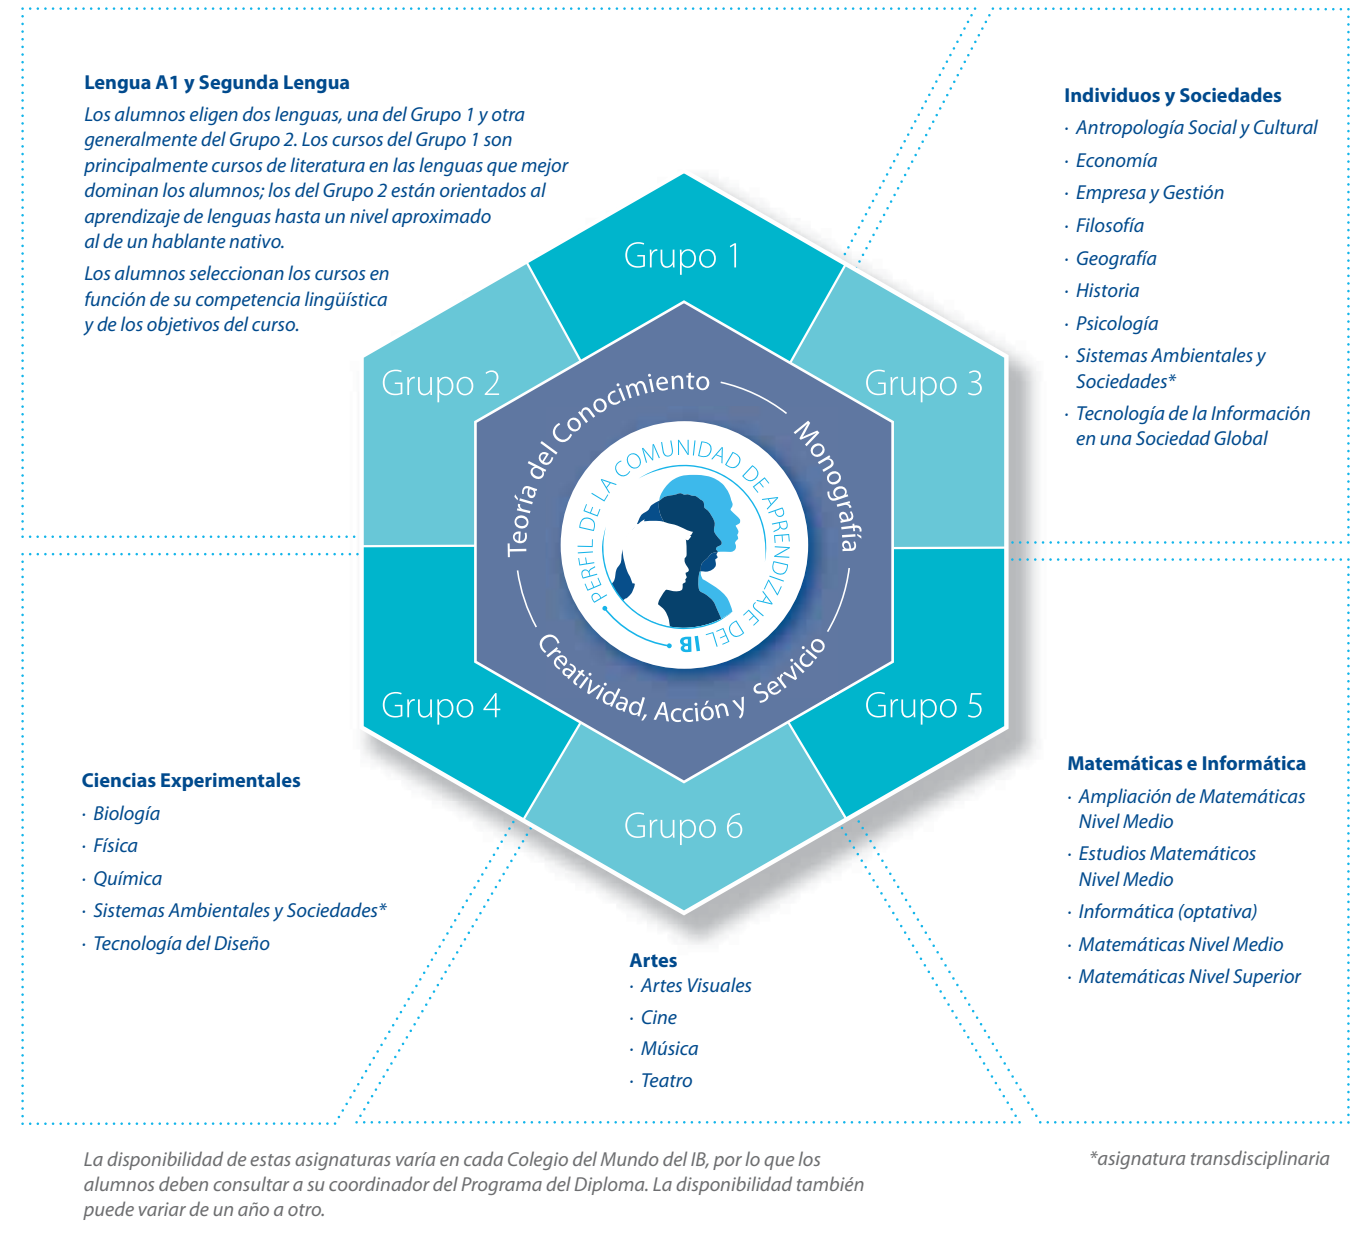 Lengua A1 y Segunda Lengua
Los alumnos eligen dos lenguas, una del Grupo 1 y otra
generalmente del Grupo 2. Los cursos del Grupo 1 son
principalmente cursos de literatura en las lenguas que mejor
dominan los alumnos; los del Grupo 2 están orientados al
aprendizaje de lenguas hasta un nivel aproximado
al de un hablante nativo.
Los alumnos seleccionan los cursos en
función de su competencia lingüística
y de los objetivos del curso.
Individuos y Sociedades
· Antropología Social y Cultural
· Economía
· Empresa y Gestión
· Filosofía
· Geografía
· Historia
· Psicología
· Sistemas Ambientales y
Sociedades*
· Tecnología de la Información
en una Sociedad Global
Grupo 1
Grupo 2
Grupo 3
Teoría del Conocimiento
Monografía
Creatividad, Acción y Servicio
PERFIL DE LA COMUNIDAD DE APRENDIZAJE DEL IB
Grupo 4
Grupo 5
Grupo 6
Ciencias Experimentales
· Biología
· Física
· Química
· Sistemas Ambientales y Sociedades*
· Tecnología del Diseño
Matemáticas e Informática
· Ampliación de Matemáticas
Nivel Medio
· Estudios Matemáticos
Nivel Medio
· Informática (optativa)
· Matemáticas Nivel Medio
· Matemáticas Nivel Superior
Artes
· Artes Visuales
· Cine
· Música
· Teatro
La disponibilidad de estas asignaturas varía en cada Colegio del Mundo del IB, por lo que los
alumnos deben consultar a su coordinador del Programa del Diploma. La disponibilidad también
puede variar de un año a otro.
*asignatura transdisciplinaria